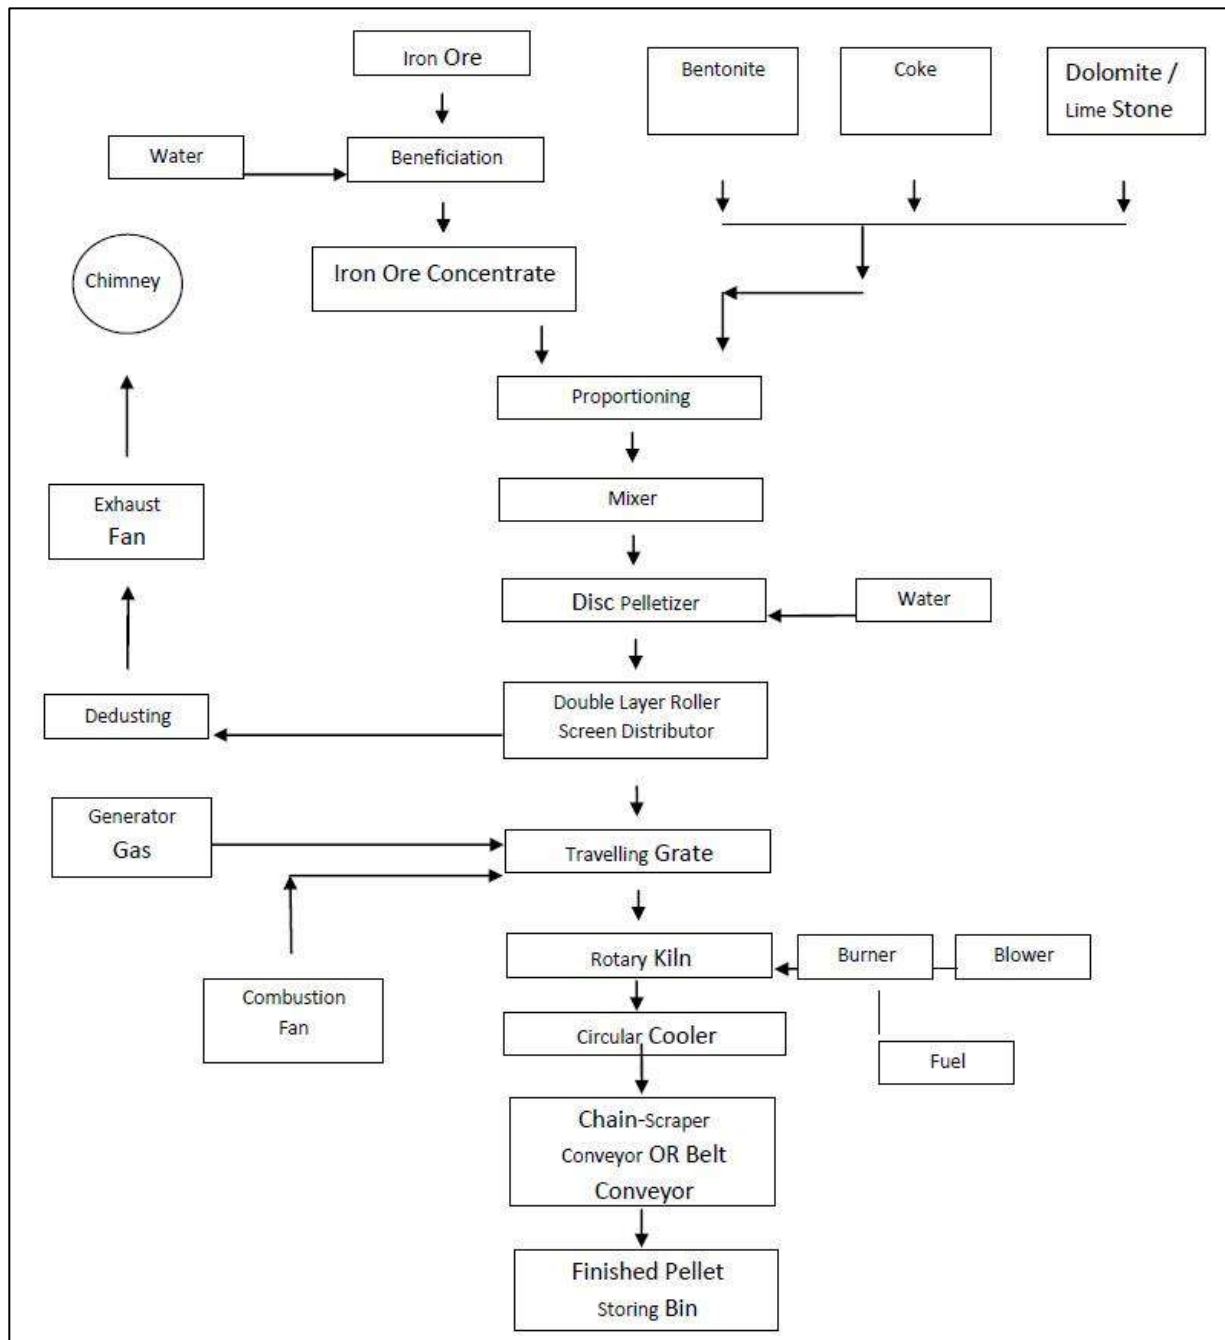 Iron Ore
Bentonite
Coke
Dolomite /
Lime Stone
Water
Beneficiation
Chimney
Iron Ore Concentrate
Proportioning
Exhaust
Fan
Mixer
Disc Pelletizer
Water
Dedusting
Double Layer Roller
Screen Distributor
Generator
Gas
Travelling Grate
Rotary Kiln
Burner
Blower
Combustion
Fan
Circular Cooler
Fuel
Chain-Scraper
Conveyor OR Belt
Conveyor
Finished Pellet
Storing Bin